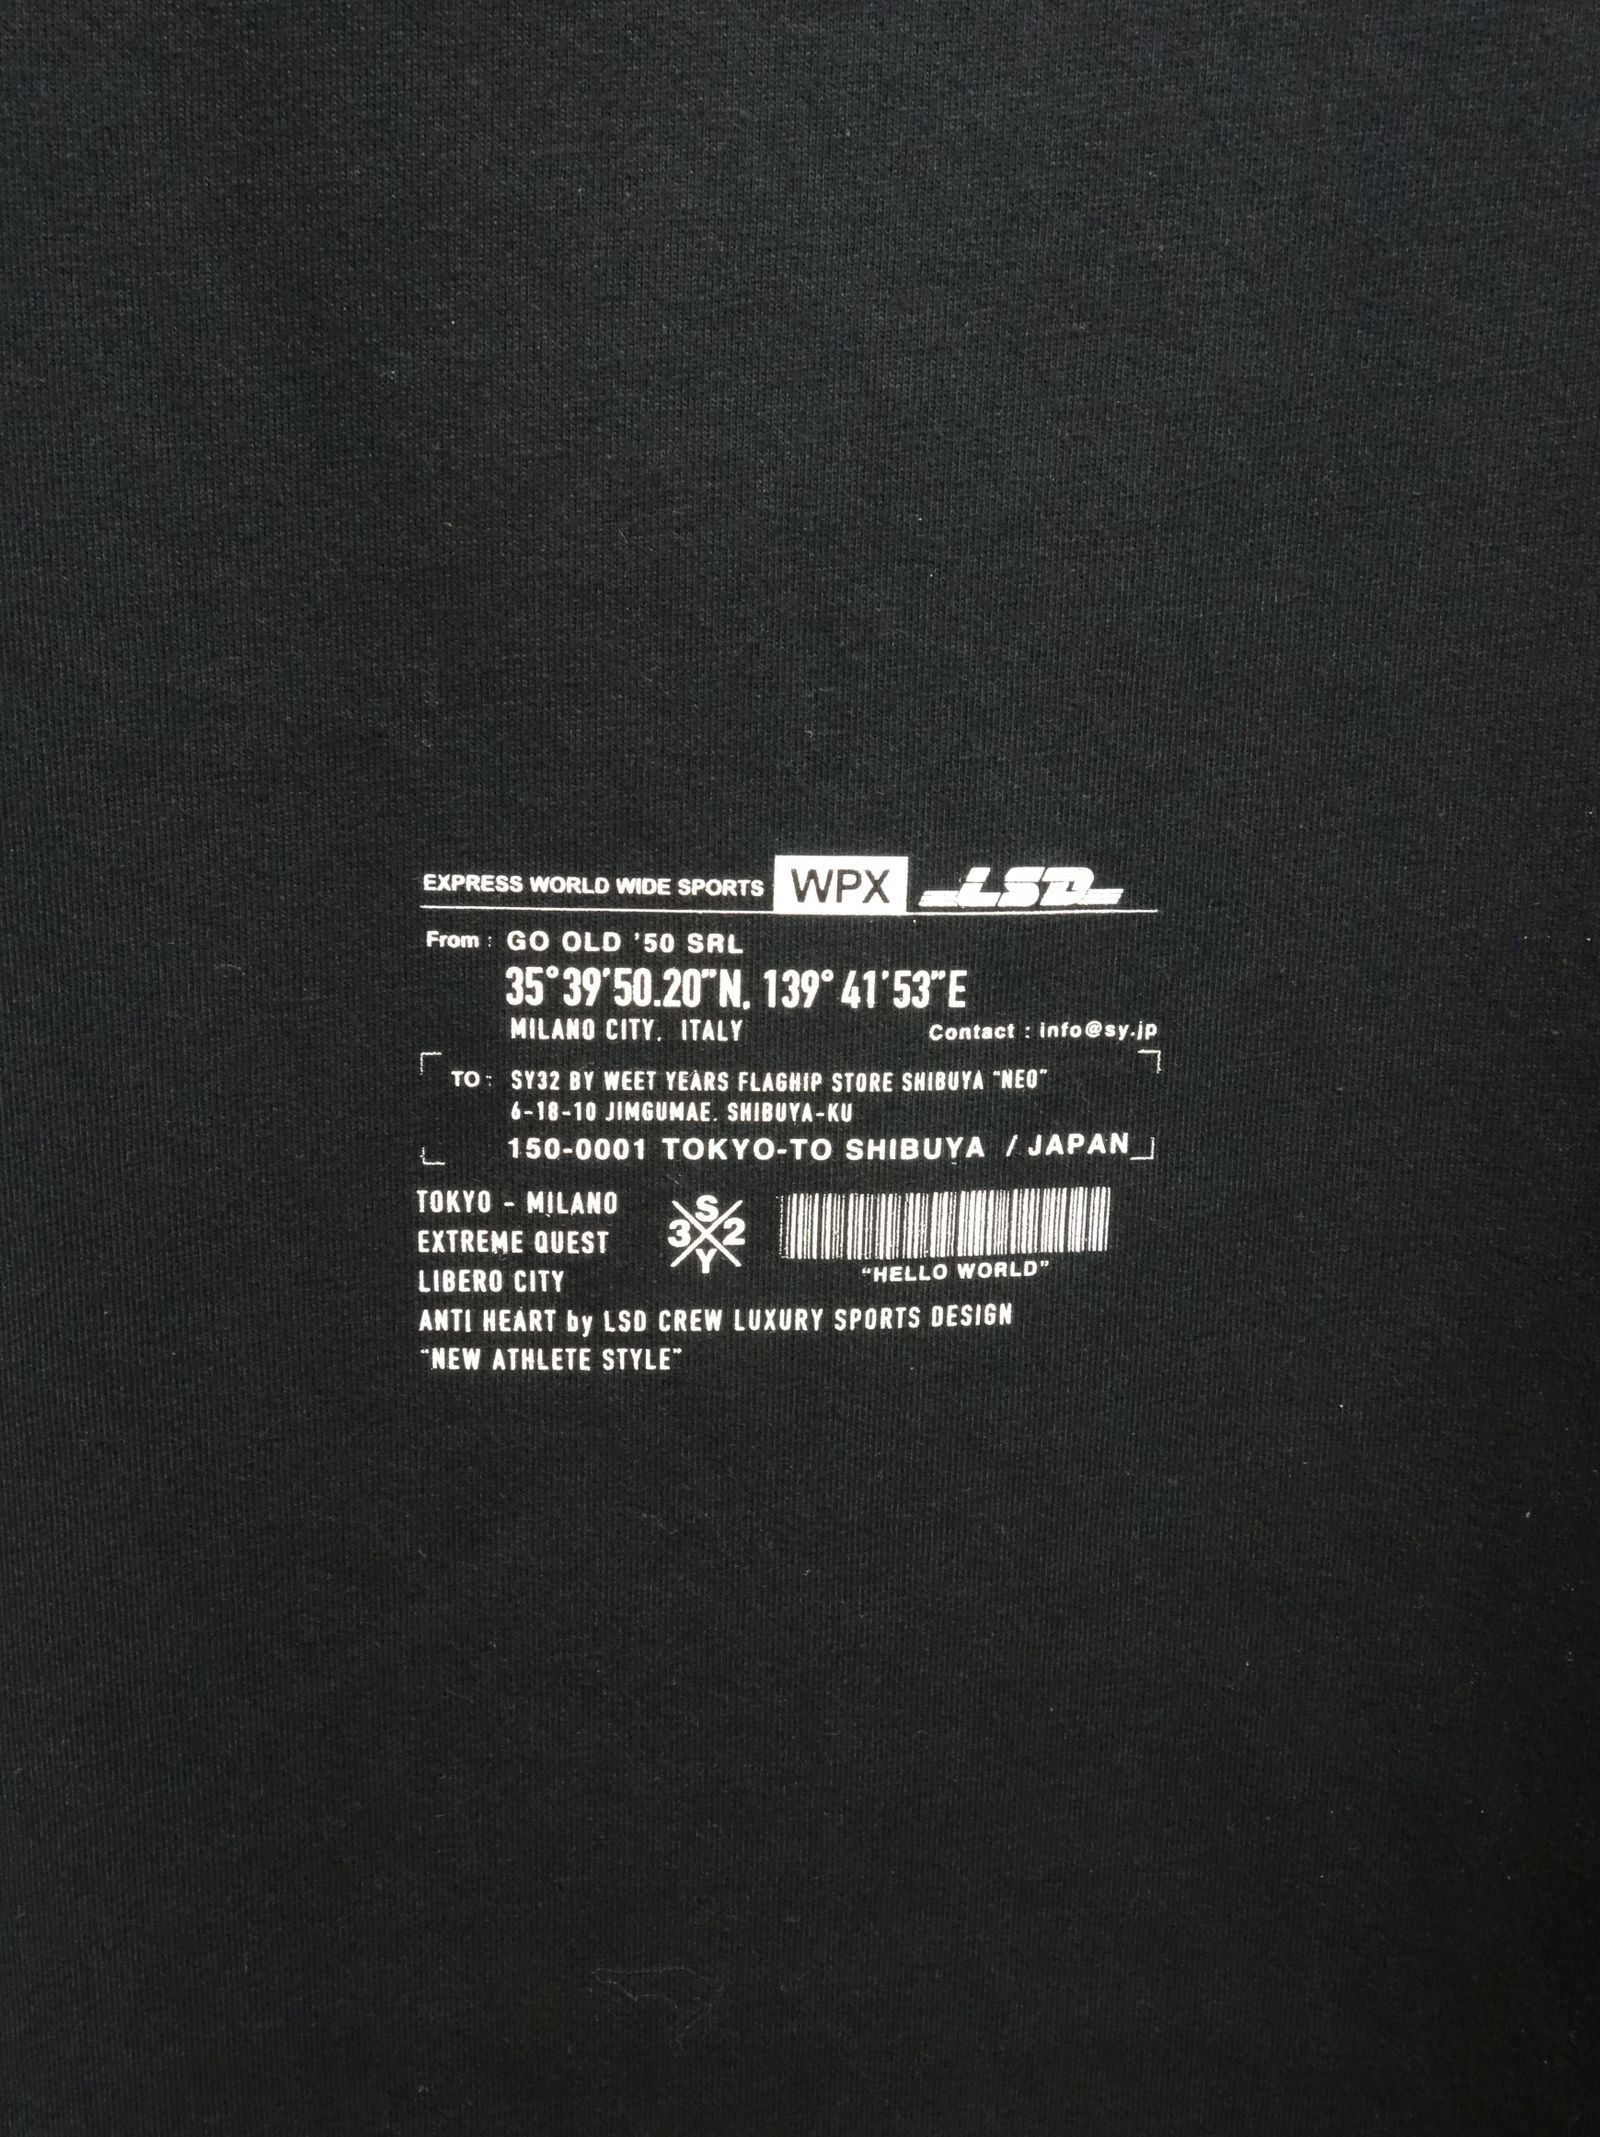 EXPRESS WORLD WIDE SPORTS WPX LSD
From : GO OLD '50 SRL
35°39'50.20"N, 139°41'53"E
MILANO CITY, ITALY Contact : info@sy.jp
TO : SY32 BY WEET YEARS FLAGHIP STORE SHIBUYA "NEO"
6-18-10 JIMGUMAE. SHIBUYA-KU
150-0001 TOKYO-TO SHIBUYA / JAPAN
TOKYO - MILANO
EXTREME QUEST
LIBERO CITY
S
3 2
Y
"HELLO WORLD"
ANTI HEART by LSD CREW LUXURY SPORTS DESIGN
"NEW ATHLETE STYLE"